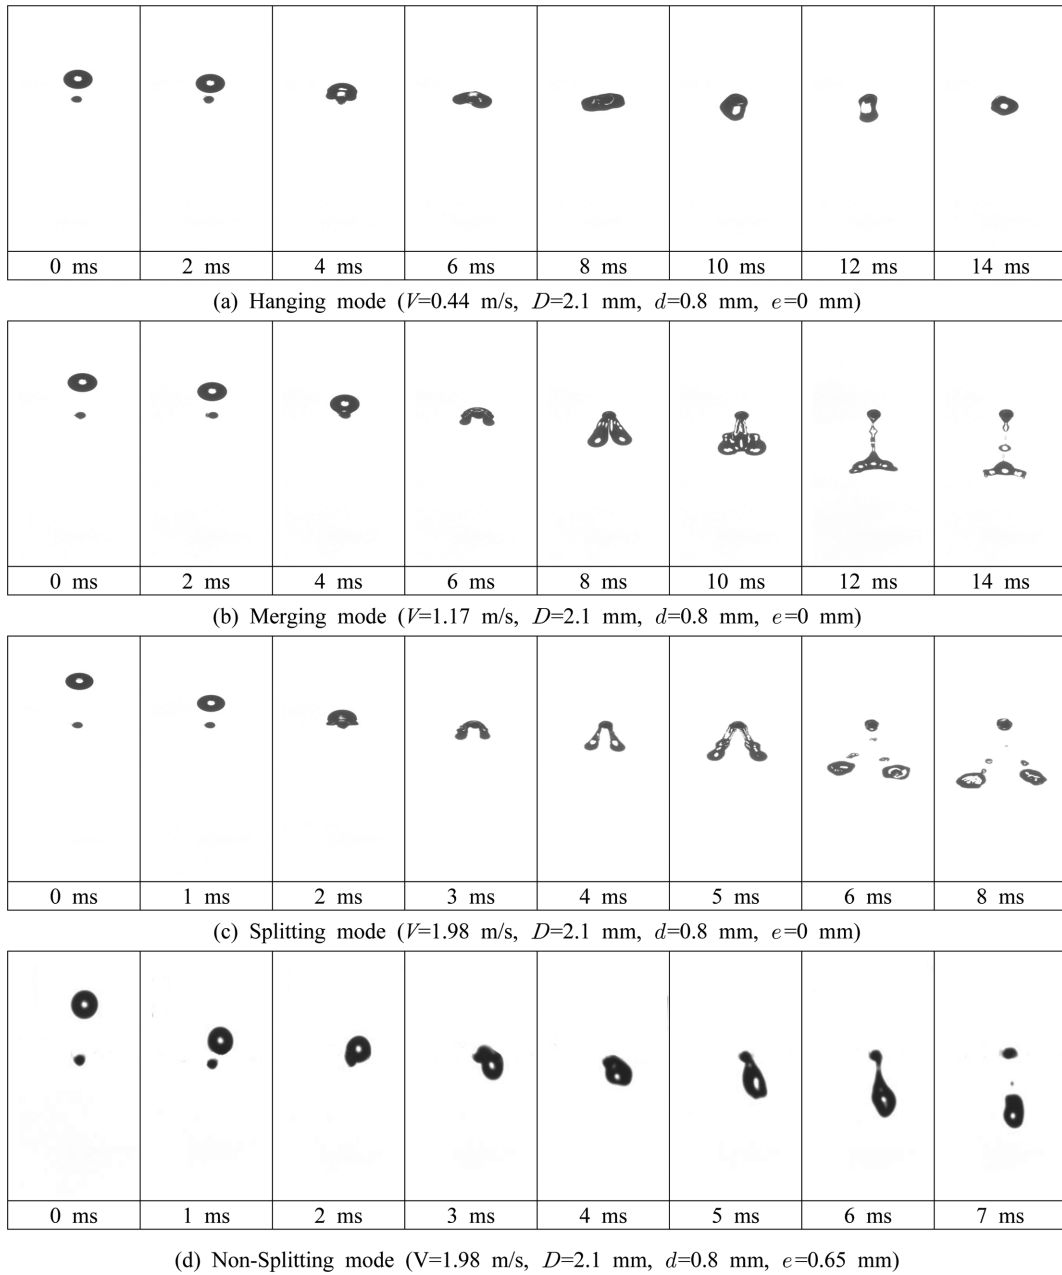 0 ms 2 ms 4 ms 6 ms 8 ms 10 ms 12 ms 14 ms
(a) Hanging mode (V=0.44 m/s, D=2.1 mm, d=0.8 mm, e=0 mm)
0 ms 2 ms 4 ms 6 ms 8 ms 10 ms 12 ms 14 ms
(b) Merging mode (V=1.17 m/s, D=2.1 mm, d=0.8 mm, e=0 mm)
0 ms 1 ms 2 ms 3 ms 4 ms 5 ms 6 ms 8 ms
(c) Splitting mode (V=1.98 m/s, D=2.1 mm, d=0.8 mm, e=0 mm)
0 ms 1 ms 2 ms 3 ms 4 ms 5 ms 6 ms 7 ms
(d) Non-Splitting mode (V=1.98 m/s, D=2.1 mm, d=0.8 mm, e=0.65 mm)